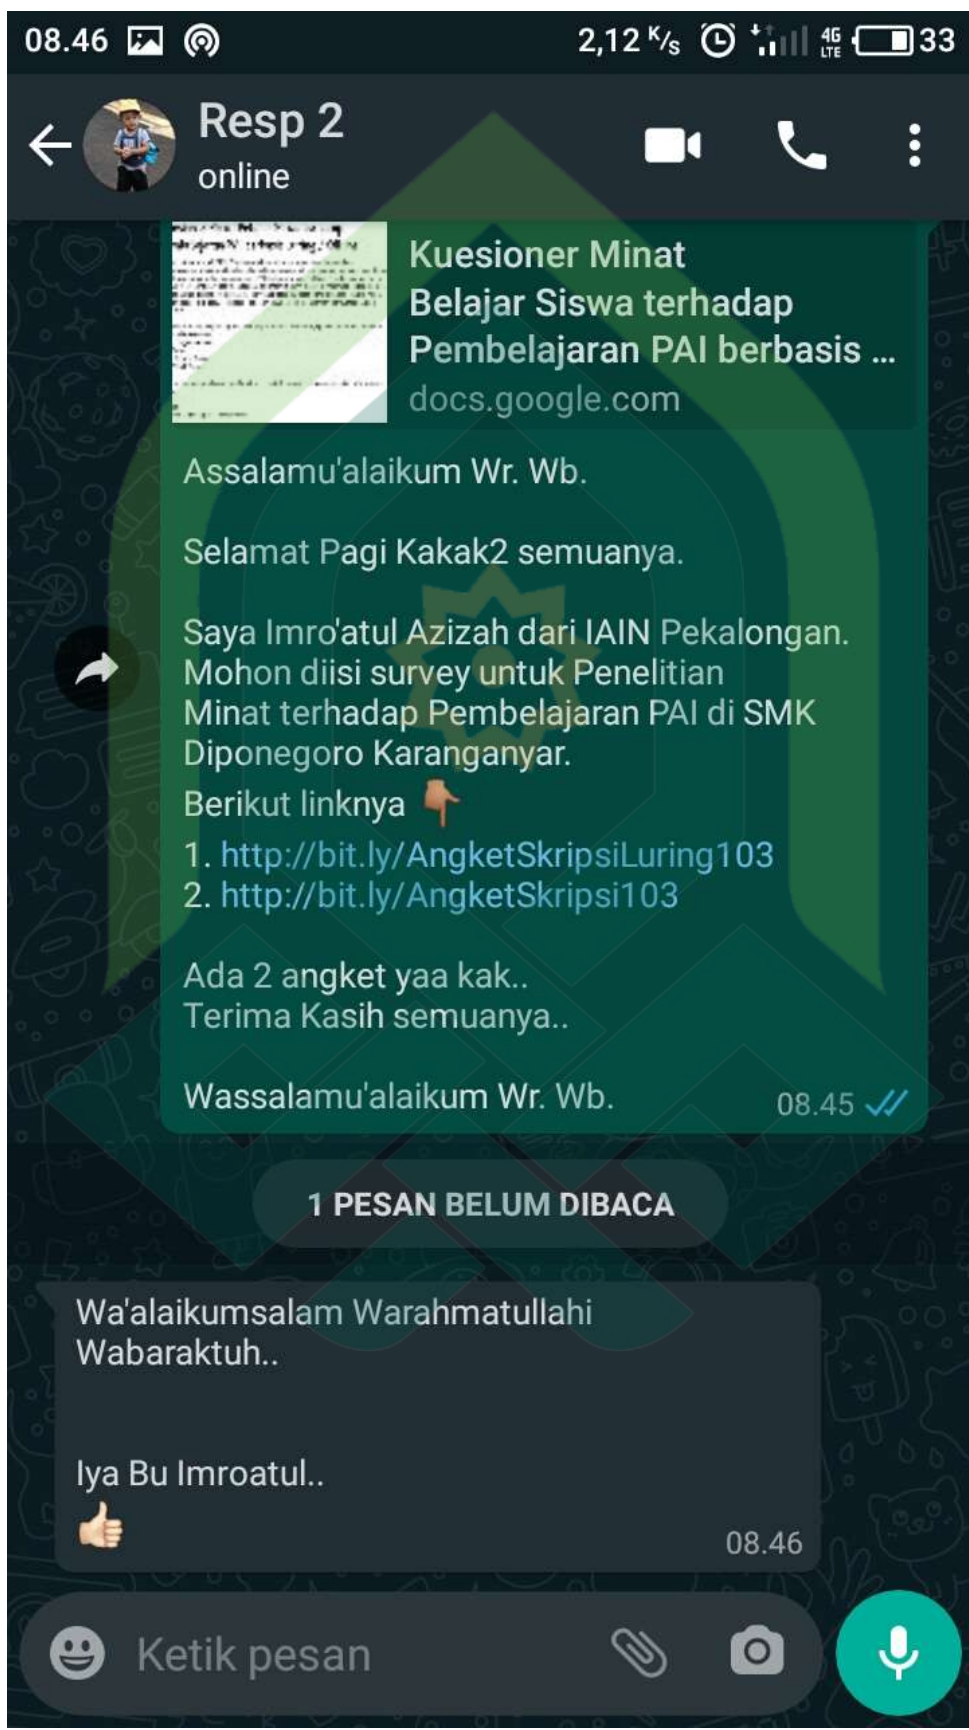 08.46
2,12 K/s
4G
LTE
33
Resp 2
online
Kuesioner Minat
Belajar Siswa terhadap
Pembelajaran PAI berbasis ...
docs.google.com
Assalamu'alaikum Wr. Wb.
Selamat Pagi Kakak2 semuanya.
Saya Imro'atul Azizah dari IAIN Pekalongan.
Mohon diisi survey untuk Penelitian
Minat terhadap Pembelajaran PAI di SMK
Diponegoro Karanganyar.
Berikut linknya 👇🏽
1. http://bit.ly/AngketSkripsiLuring103
2. http://bit.ly/AngketSkripsi103
Ada 2 angket yaa kak..
Terima Kasih semuanya..
Wassalamu'alaikum Wr. Wb.
08.45
1 PESAN BELUM DIBACA
Wa'alaikumsalam Warahmatullahi
Wabaraktuh..
Iya Bu Imroatul..
👍🏻
08.46
Ketik pesan